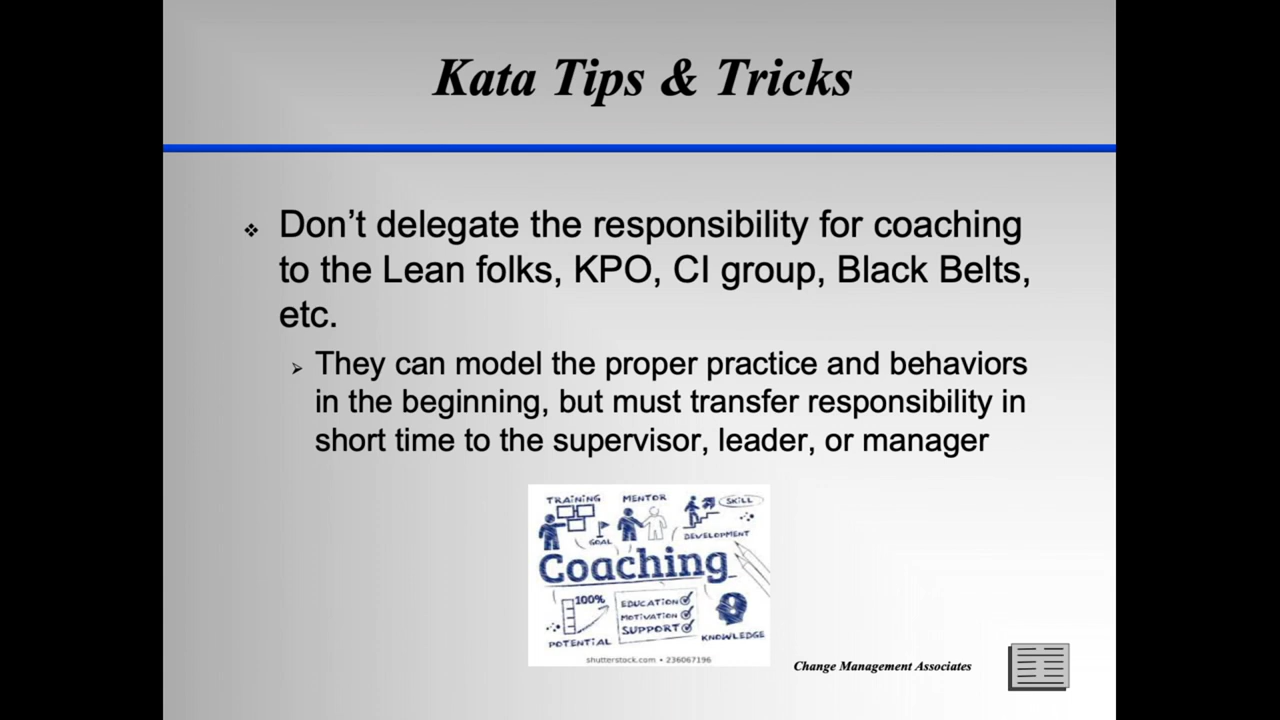 Kata Tips & Tricks
Don’t delegate the responsibility for coaching
to the Lean folks, KPO, CI group, Black Belts,
etc.
They can model the proper practice and behaviors
in the beginning, but must transfer responsibility in
short time to the supervisor, leader, or manager
TRAINING MENTOR SKILL
GOAL DEVELOPMENT
Coaching
100% EDUCATION
MOTIVATION
SUPPORT
POTENTIAL KNOWLEDGE
shutterstock.com • 236067196
Change Management Associates